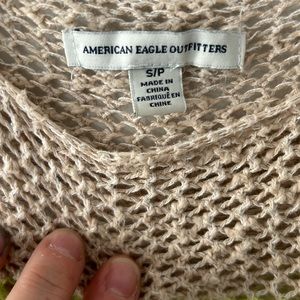 AMERICAN EAGLE OUTFITTERS
S/P
MADE IN
CHINA
FABRIQUÉ EN
CHINE